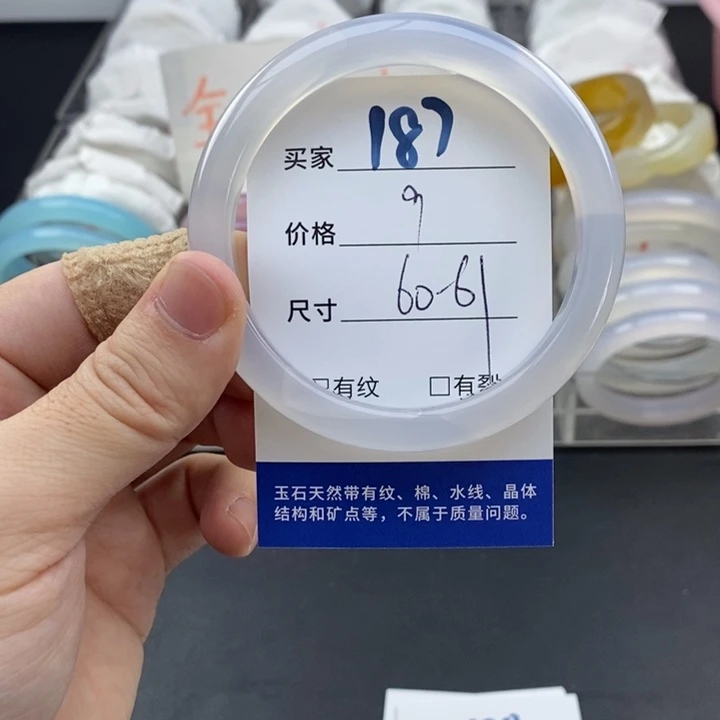 买家 187
价格 9
尺寸 60-61
□有纹 □有裂
玉石天然带有纹、棉、水线、晶体
结构和矿点等，不属于质量问题。